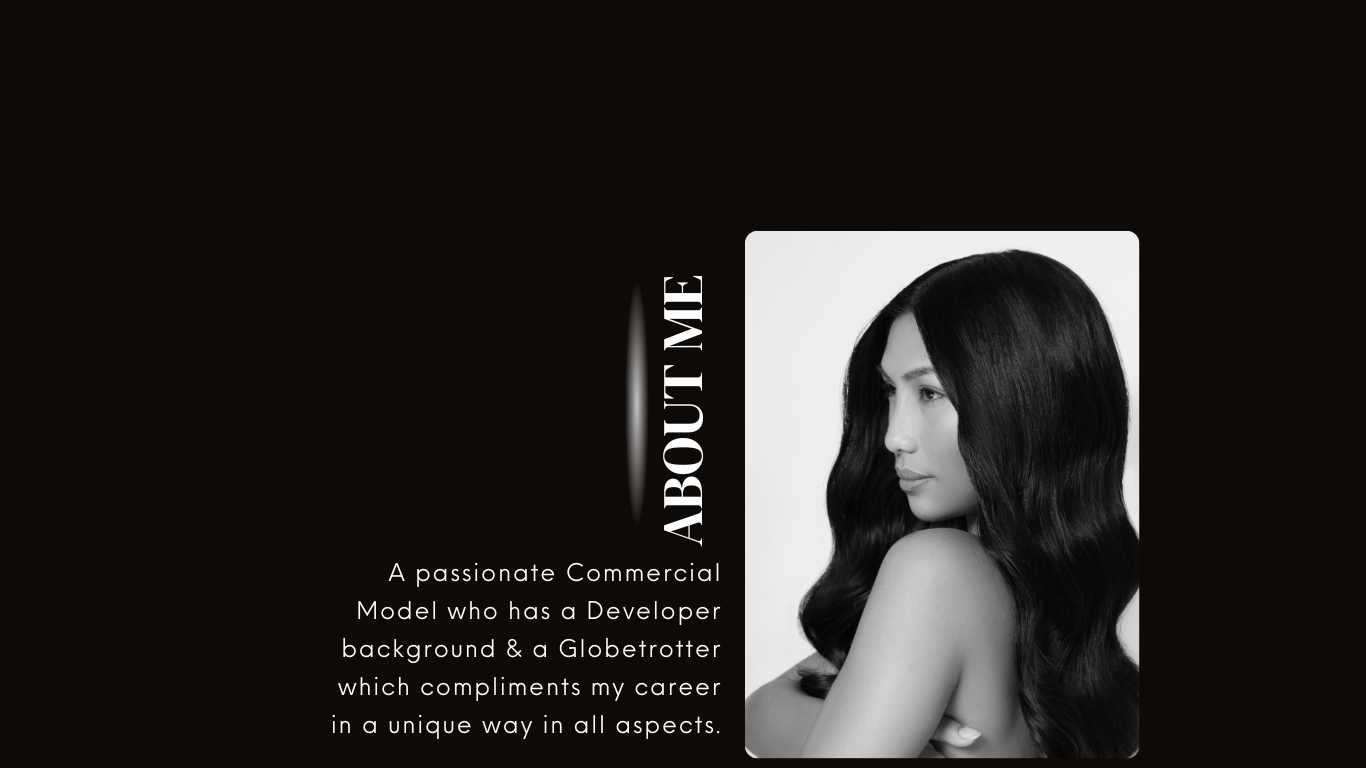 ABOUT ME
A passionate Commercial
Model who has a Developer
background & a Globetrotter
which compliments my career
in a unique way in all aspects.